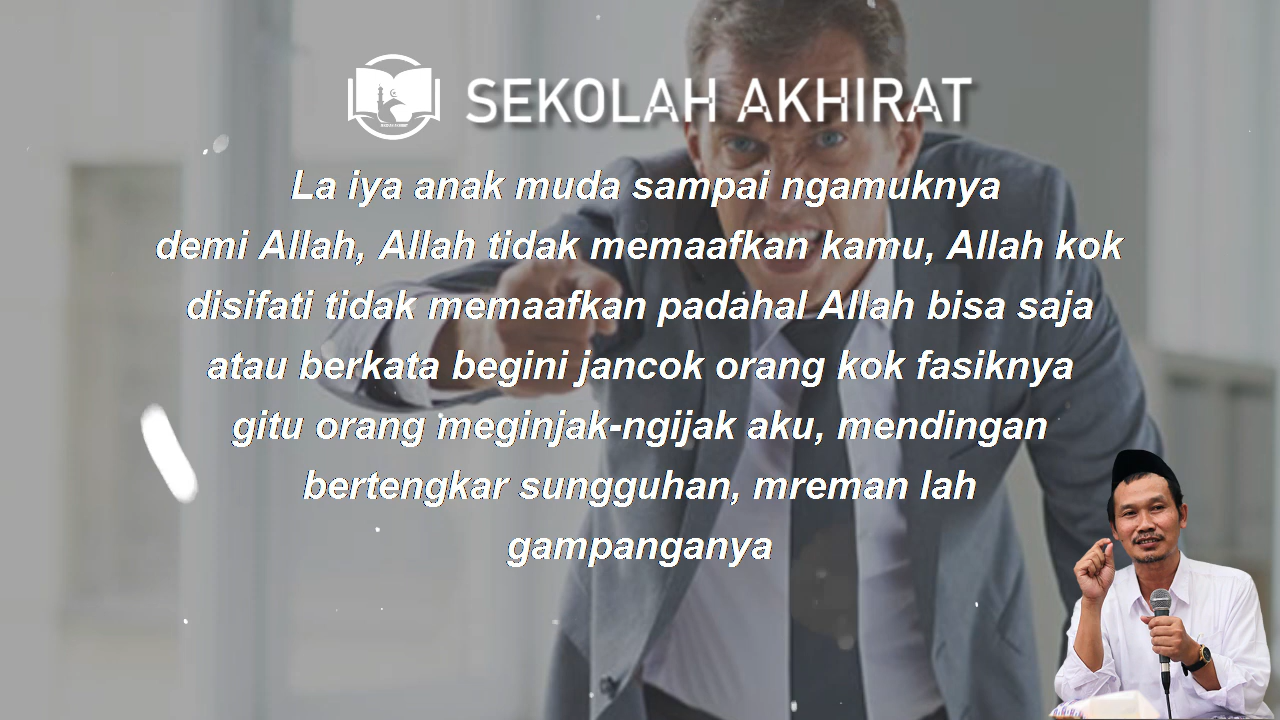 SEKOLAH AKHIRAT
La iya anak muda sampai ngamuknya
demi Allah, Allah tidak memaafkan kamu, Allah kok
disifati tidak memaafkan padahal Allah bisa saja
atau berkata begini jancok orang kok fasiknya
gitu orang meginjak-ngijak aku, mendingan
bertengkar sungguhan, mreman lah
gampanganya